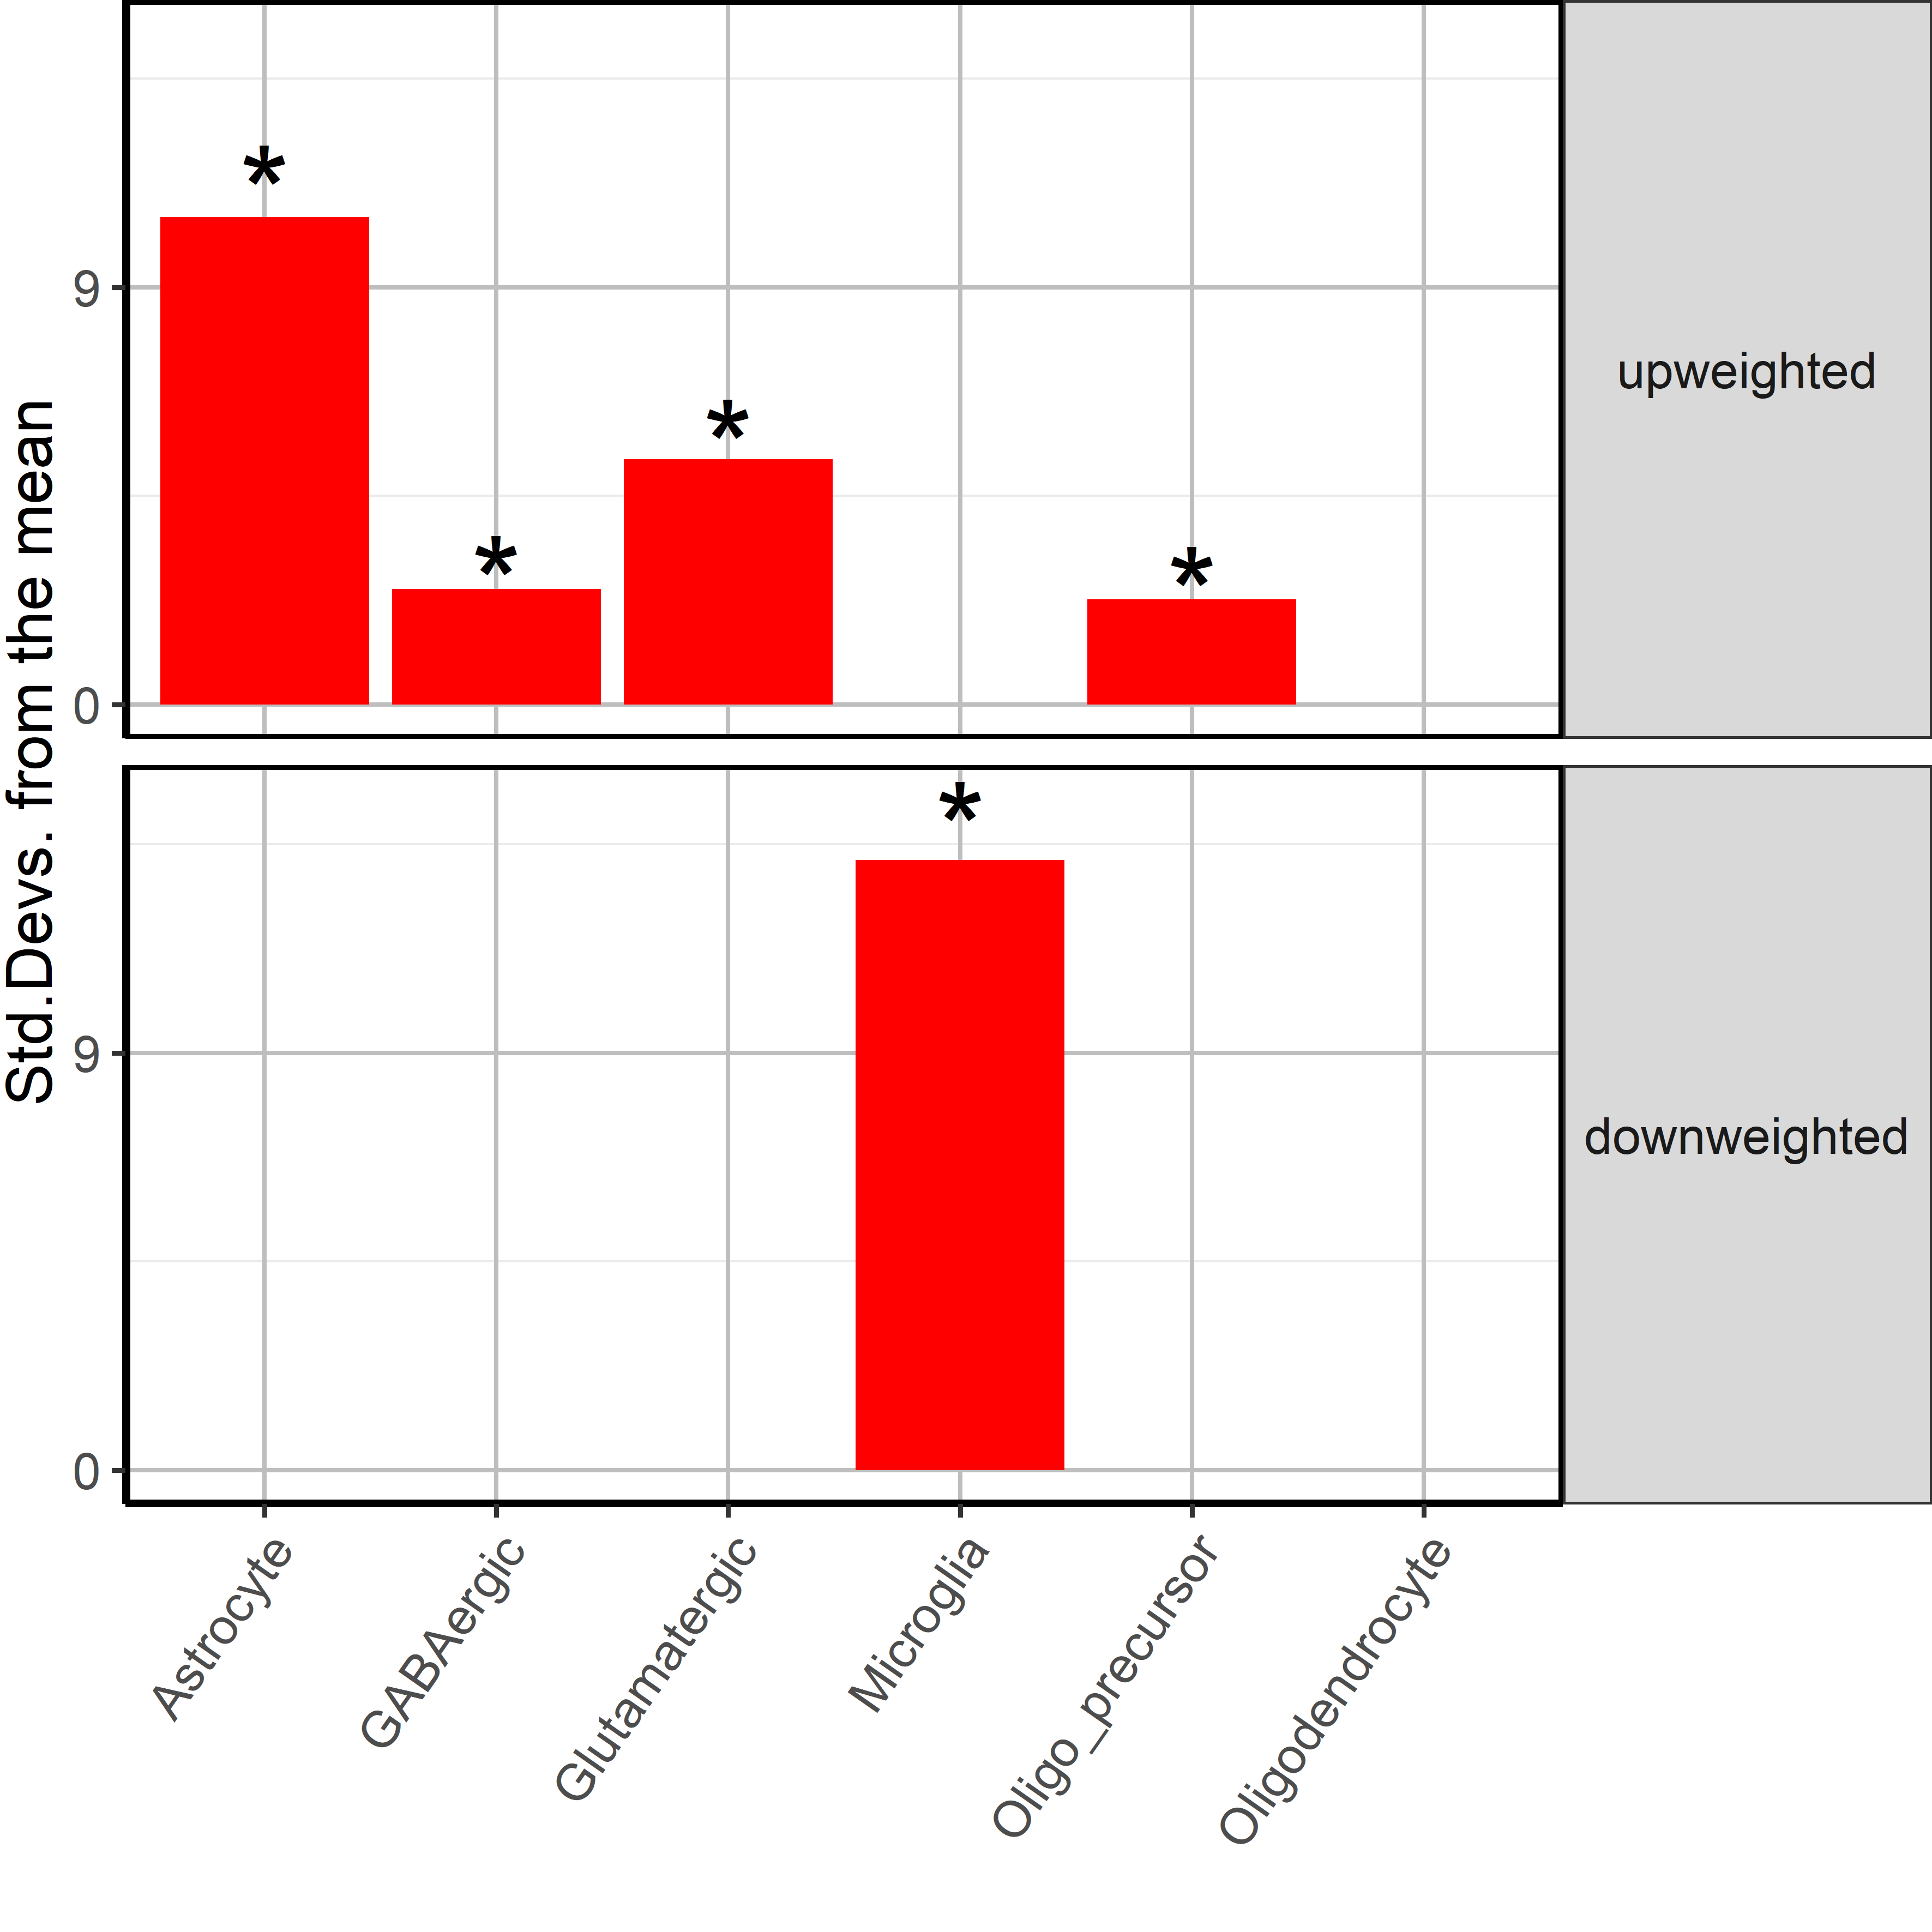 Std.Devs. from the mean
*
*
*
*
9
0
upweighted
*
9
0
downweighted
Astrocyte
GABAergic
Glutamatergic
Microglia
Oligo_precursor
Oligodendrocyte